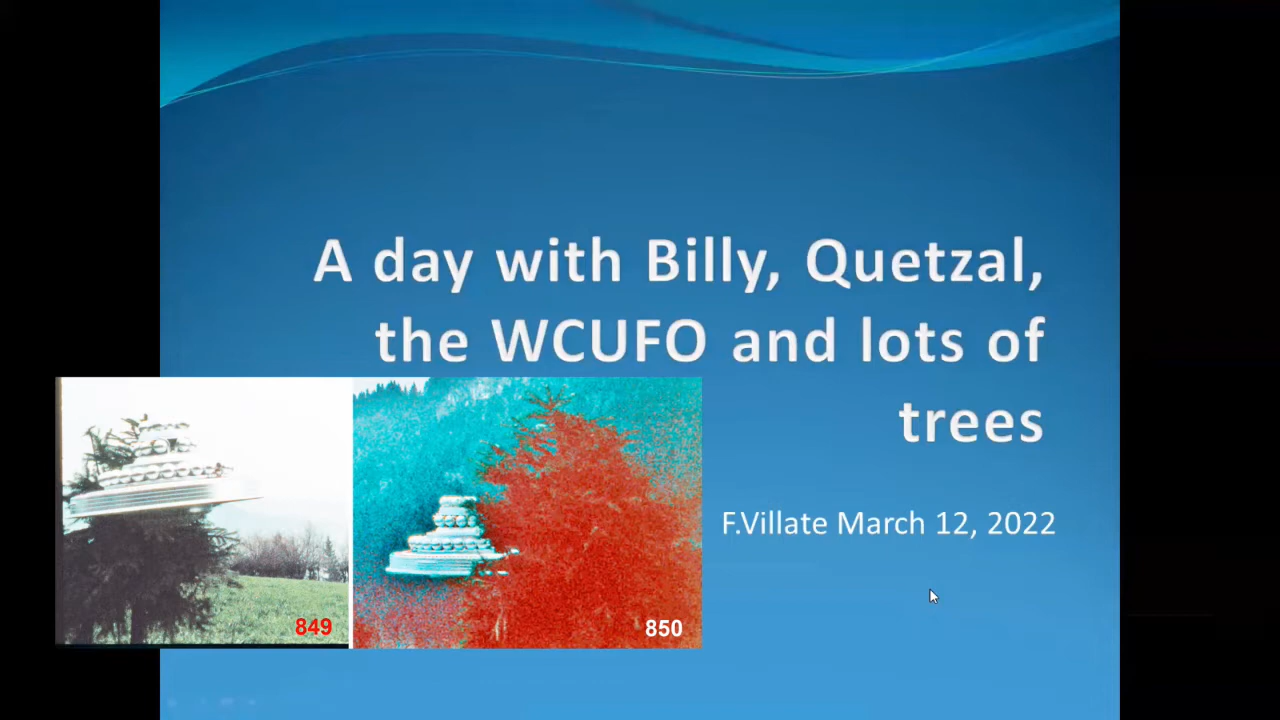 A day with Billy, Quetzal,
the WCUFO and lots of
trees
F.Villate March 12, 2022
849
850